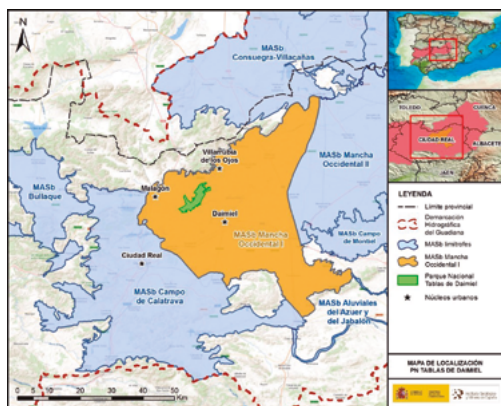 N
MASb
Consuegra-Villacañas
Villarrubia
de los Ojos
MASb Mancha
Occidental II
MASb
Bullaque
Malagón
Daimiel
MASb Campo
de Montiel
MASb Mancha
Occidental I
Ciudad Real
MASb Campo
de Calatrava
MASb Aluviales
del Azuer y
del Jabalón
0 10 20 30 40 50
Km
TOLEDO
CUENCA
CIUDAD REAL
ALBACETE
JAÉN
LEYENDA
Límite provincial
Demarcación
Hidrográfica
del Guadiana
MASb limítrofes
MASb Mancha
Occidental I
Parque Nacional
Tablas de Daimiel
Núcleos urbanos
MAPA DE LOCALIZACIÓN
PN TABLAS DE DAIMIEL